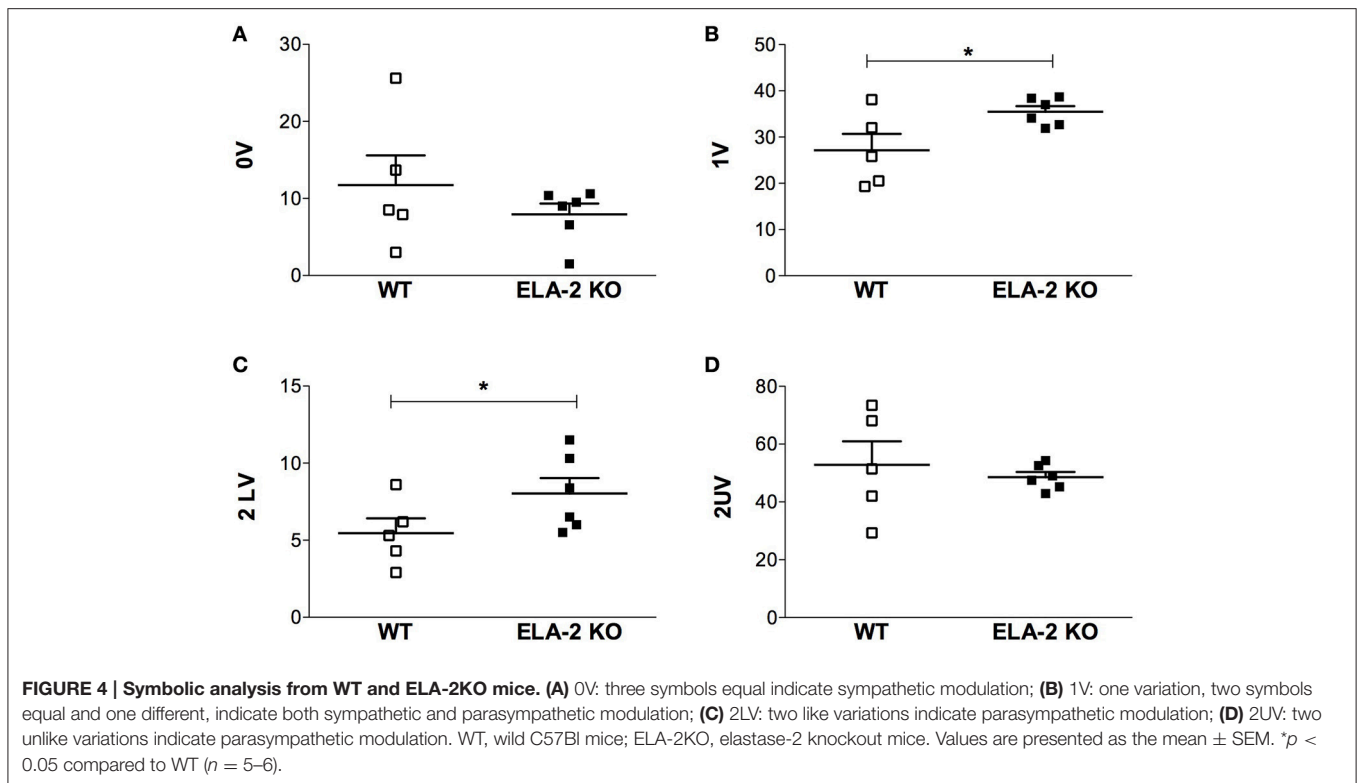 A
30
20
10
0
0V
WT
ELA-2 KO
B
50
40
30
20
10
0
1V
*
WT
ELA-2 KO
C
15
10
5
0
2 LV
*
WT
ELA-2 KO
D
80
60
40
60
0
2UV
WT
ELA-2 KO
FIGURE 4 | Symbolic analysis from WT and ELA-2KO mice. (A) 0V: three symbols equal indicate sympathetic modulation; (B) 1V: one variation, two symbols
equal and one different, indicate both sympathetic and parasympathetic modulation; (C) 2LV: two like variations indicate parasympathetic modulation; (D) 2UV: two
unlike variations indicate parasympathetic modulation. WT, wild C57Bl mice; ELA-2KO, elastase-2 knockout mice. Values are presented as the mean ± SEM. *p <
0.05 compared to WT (n = 5–6).